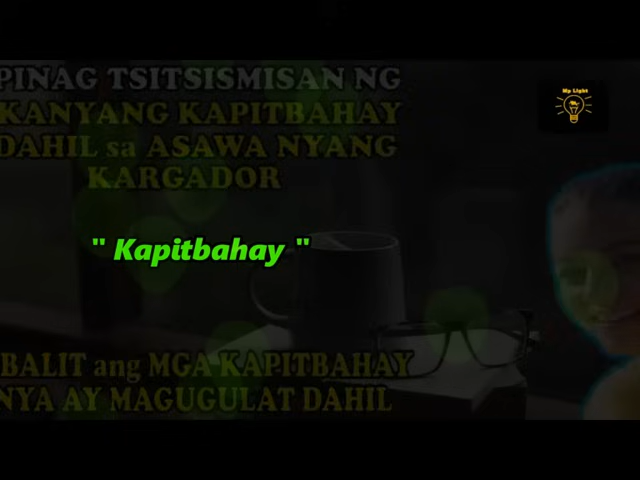 PINAG TSITSISMISAN NG
KANYANG KAPITBAHAY
DAHIL sa ASAWA NYANG
KARGADOR
Mp Light
" Kapitbahay "
BALIT ang MGA KAPITBAHAY
NYA AY MAGUGULAT DAHIL